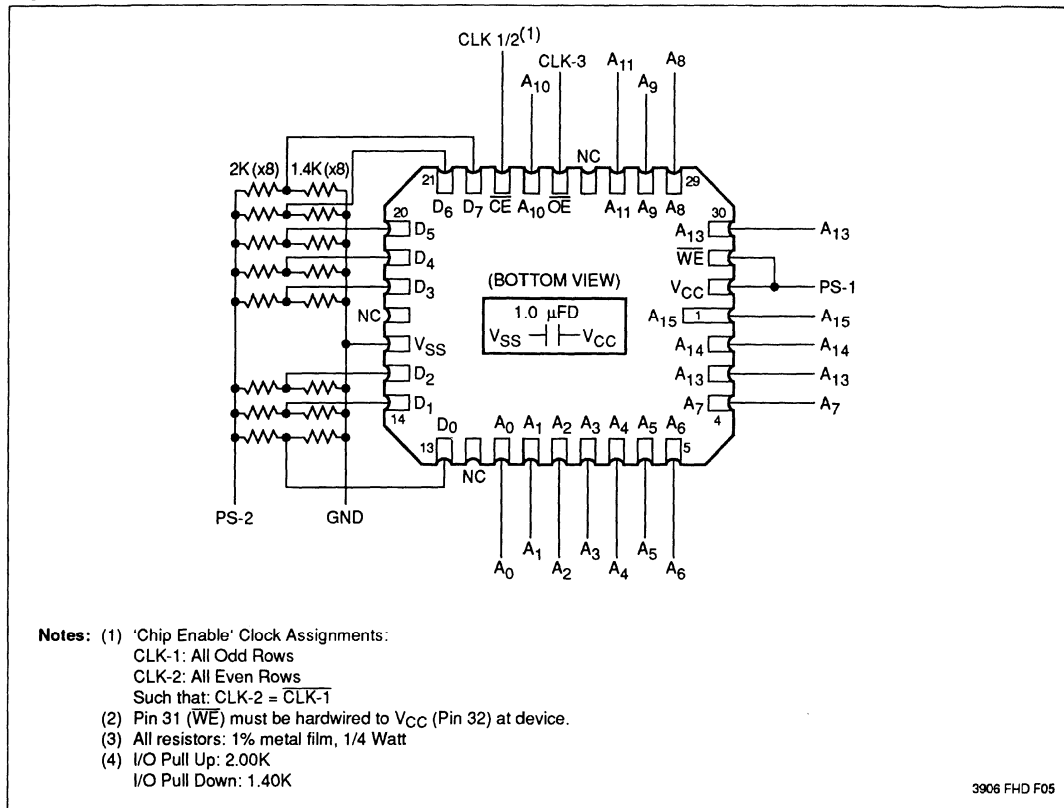 CLK 1/2(1)
CLK-3
A11
A8
A10
A9
2K (x8)
1.4K (x8)
NC
21
29
D6
D7
C̅E̅
A10
O̅E̅
A11
A9
A8
20
D5
D4
D3
NC
VSS
D2
D1
14
30
A13
A13
W̅E̅
VCC
PS-1
A15
1
A15
A14
A14
A13
A13
A7
A7
4
(BOTTOM VIEW)
1.0 µFD
VSS
VCC
D0
A0
A1
A2
A3
A4
A5
A6
13
NC
5
PS-2
GND
A0
A1
A2
A3
A4
A5
A6
Notes: (1) 'Chip Enable' Clock Assignments:
CLK-1: All Odd Rows
CLK-2: All Even Rows
Such that: CLK-2 = C̅L̅K̅-̅1̅
(2) Pin 31 (W̅E̅) must be hardwired to VCC (Pin 32) at device.
(3) All resistors: 1% metal film, 1/4 Watt
(4) I/O Pull Up: 2.00K
I/O Pull Down: 1.40K
3906 FHD F05